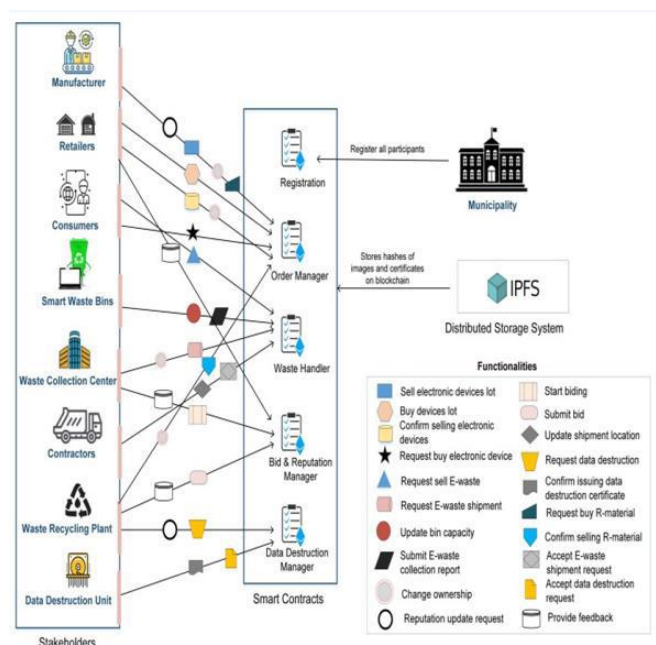 Manufacturer
Retailers
Consumers
Smart Waste Bins
Waste Collection Center
Contractors
Waste Recycling Plant
Data Destruction Unit
Stakeholders
Registration
Order Manager
Waste Handler
Bid & Reputation
Manager
Data Destruction
Manager
Smart Contracts
Register all participants
Municipality
Stores hashes of
images and certificates
on blockchain
IPFS
Distributed Storage System
Functionalities
Sell electronic devices lot
Buy devices lot
Confirm selling electronic
devices
Request buy electronic device
Request sell E-waste
Request E-waste shipment
Update bin capacity
Submit E-waste
collection report
Change ownership
Reputation update request
Start biding
Submit bid
Update shipment location
Request data destruction
Confirm issuing data
destruction certificate
Request buy R-material
Confirm selling R-material
Accept E-waste
shipment request
Accept data destruction
request
Provide feedback